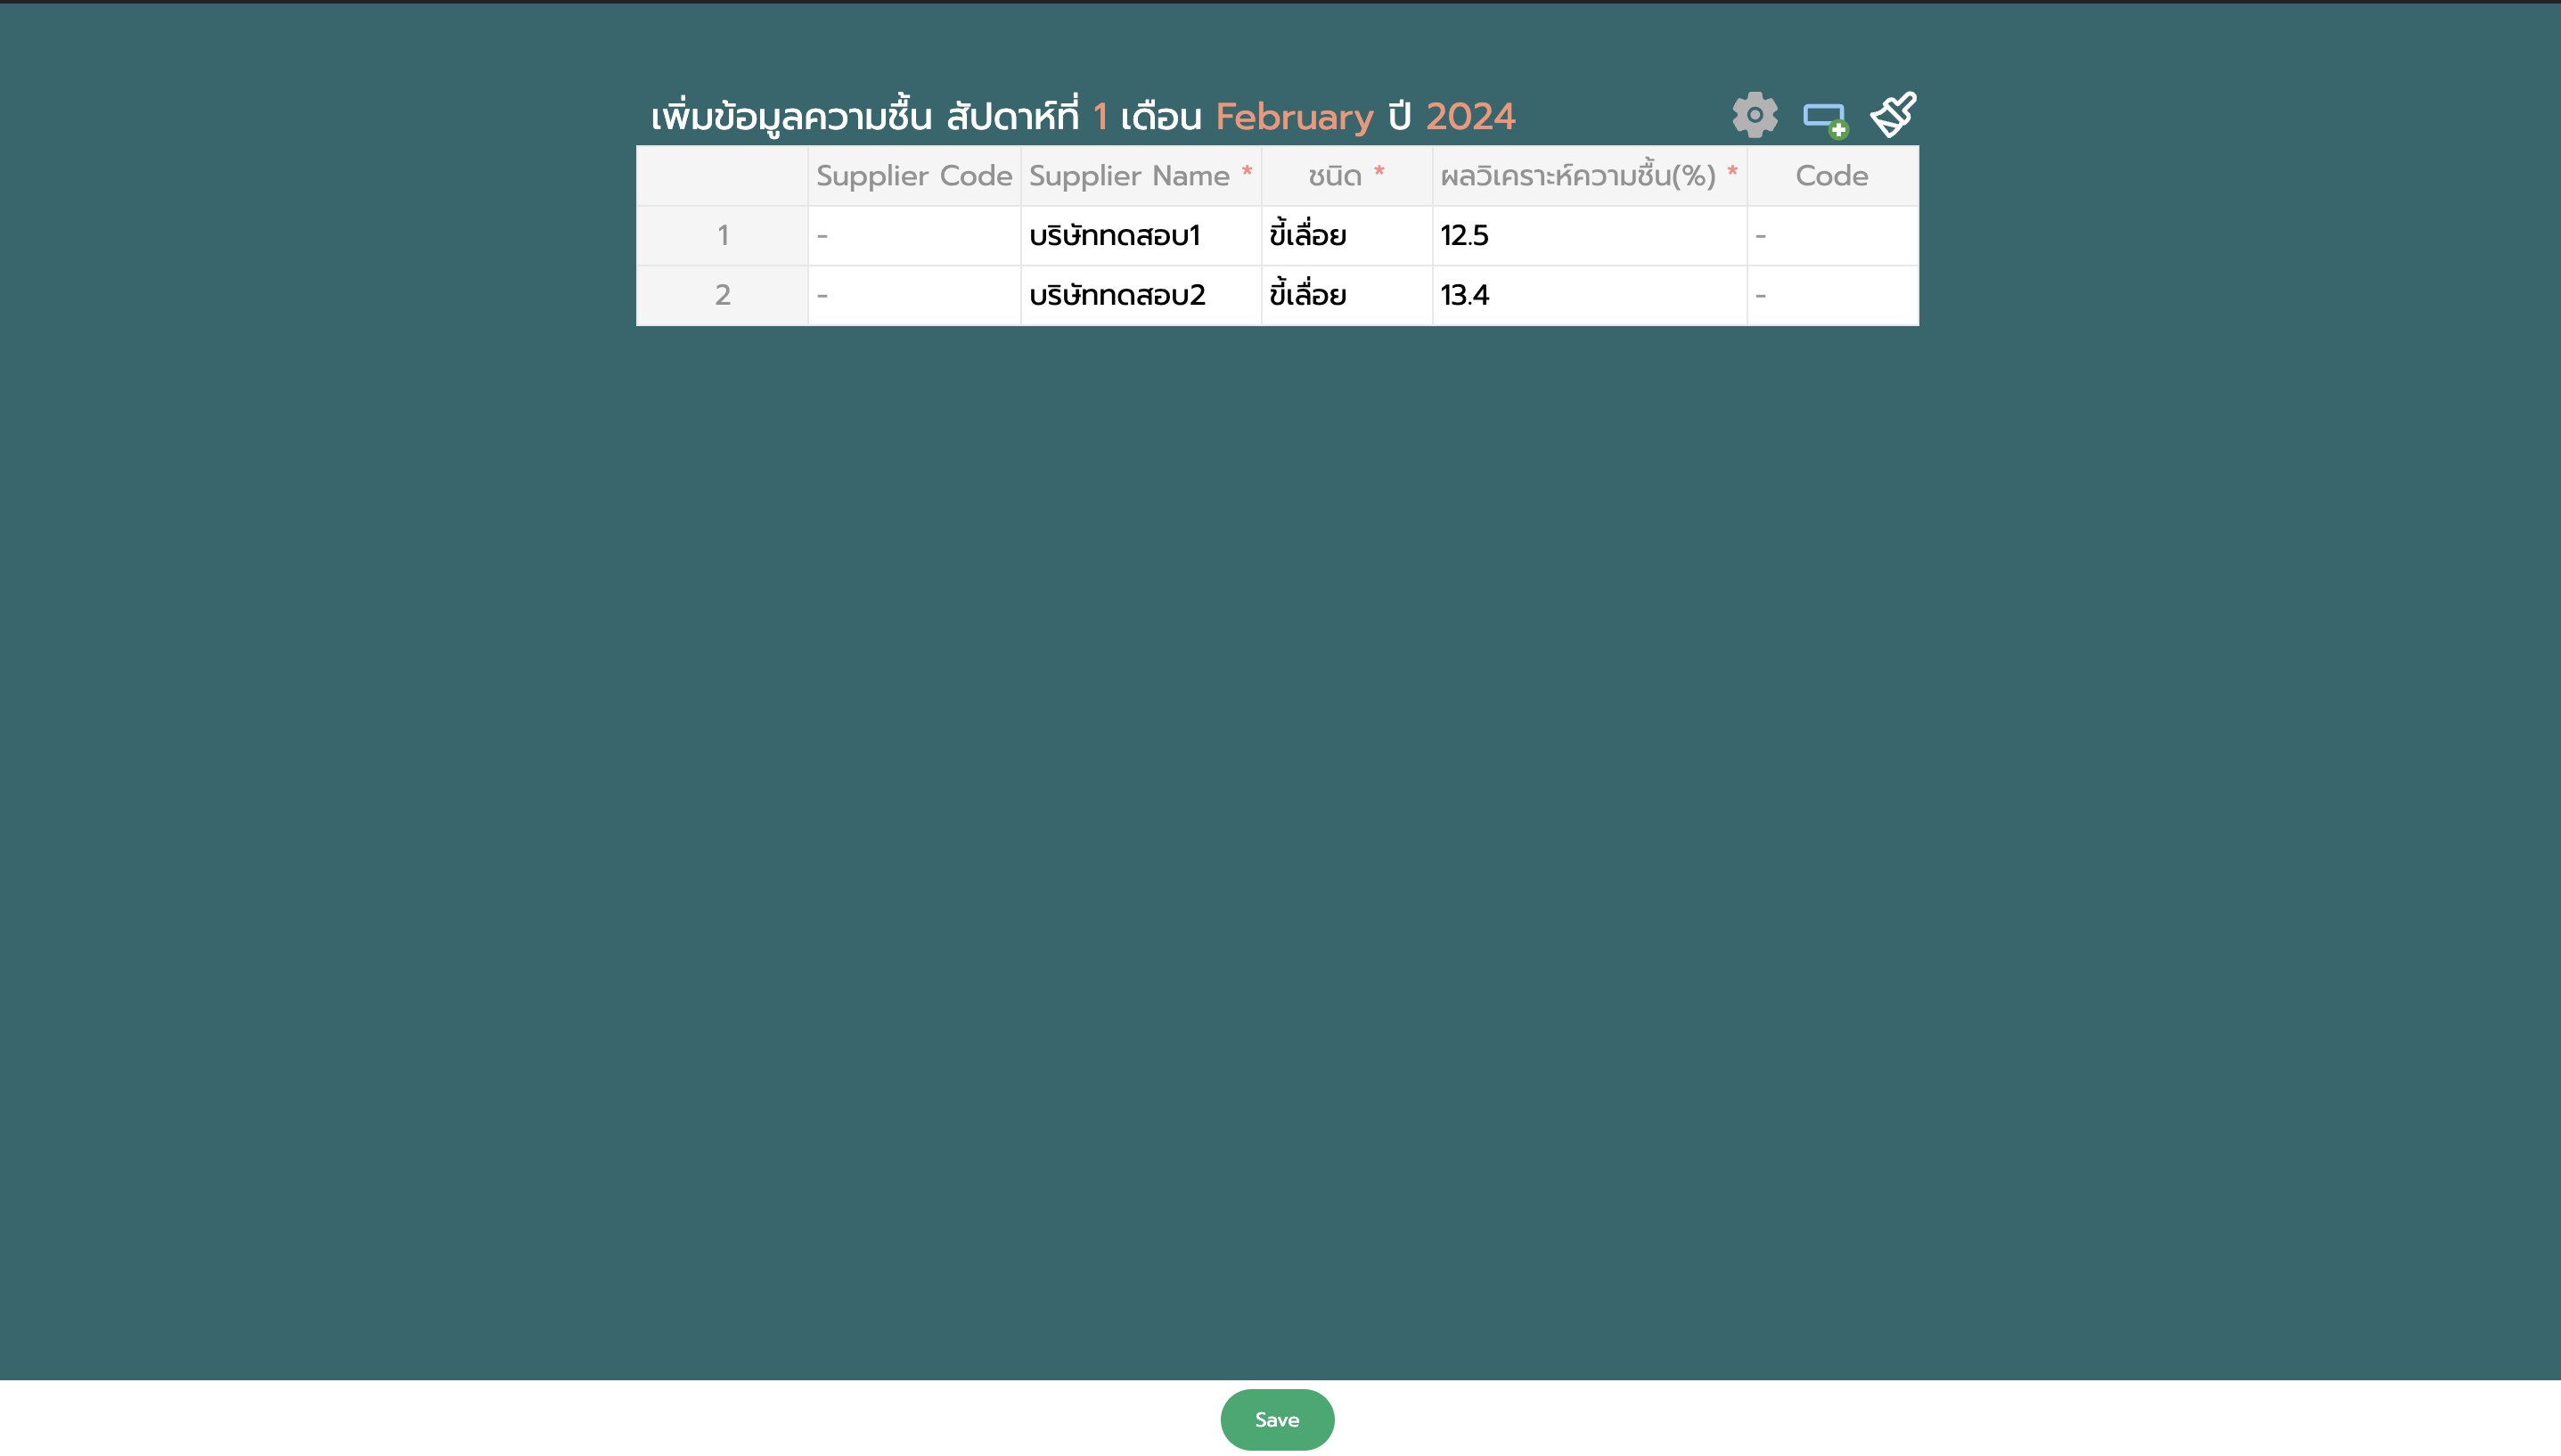 เพิ่มข้อมูลความชื้น สัปดาห์ที่ 1 เดือน February ปี 2024
Supplier Code Supplier Name * ชนิด * ผลวิเคราะห์ความชื้น(%) * Code
1 - บริษัททดสอบ1 ขี้เลื่อย 12.5 -
2 - บริษัททดสอบ2 ขี้เลื่อย 13.4 -
Save